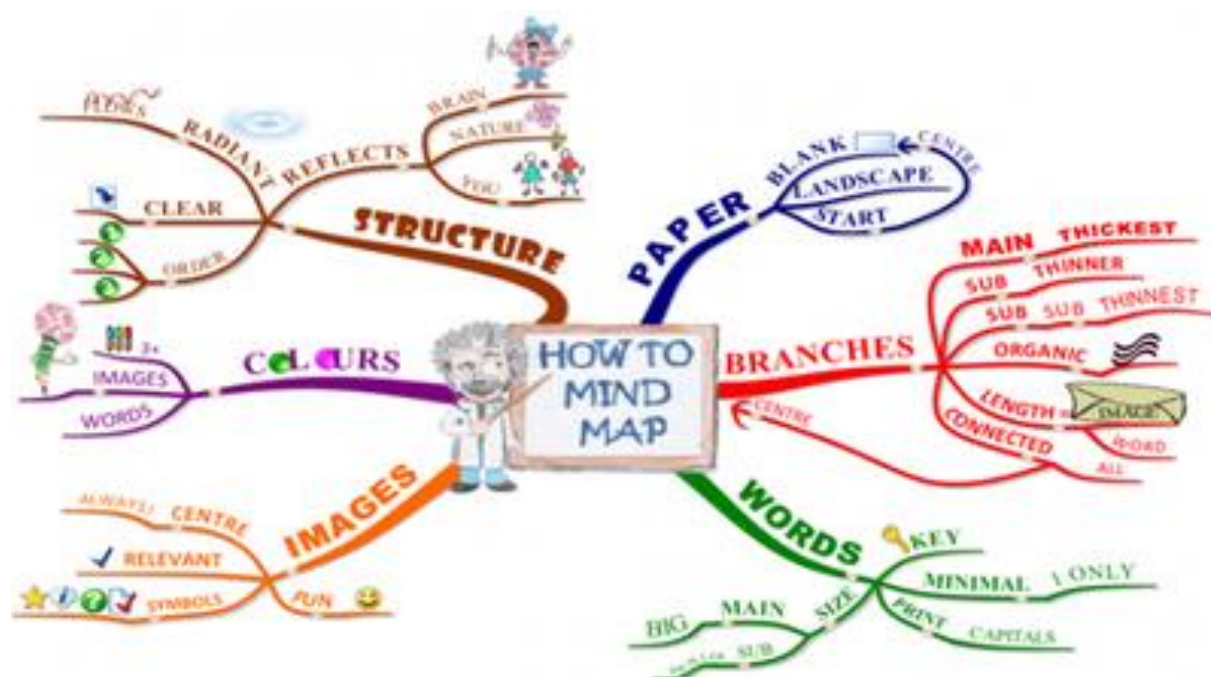 HOW TO
MIND
MAP
PAPER
BLANK
CENTRE
LANDSCAPE
START
BRANCHES
MAIN THICKEST
SUB THINNER
SUB SUB THINNEST
ORGANIC
LENGTH = IMAGE
WORD
CONNECTED
ALL
CENTRE
WORDS
KEY
MINIMAL 1 ONLY
PRINT CAPITALS
SIZE
MAIN
BIG
SUB
IMAGES
ALWAYS! CENTRE
RELEVANT
SYMBOLS
FUN
COLOURS
3+
IMAGES
WORDS
STRUCTURE
RADIANT
REFLECTS
BRAIN
NATURE
YOU
CLEAR
ORDER